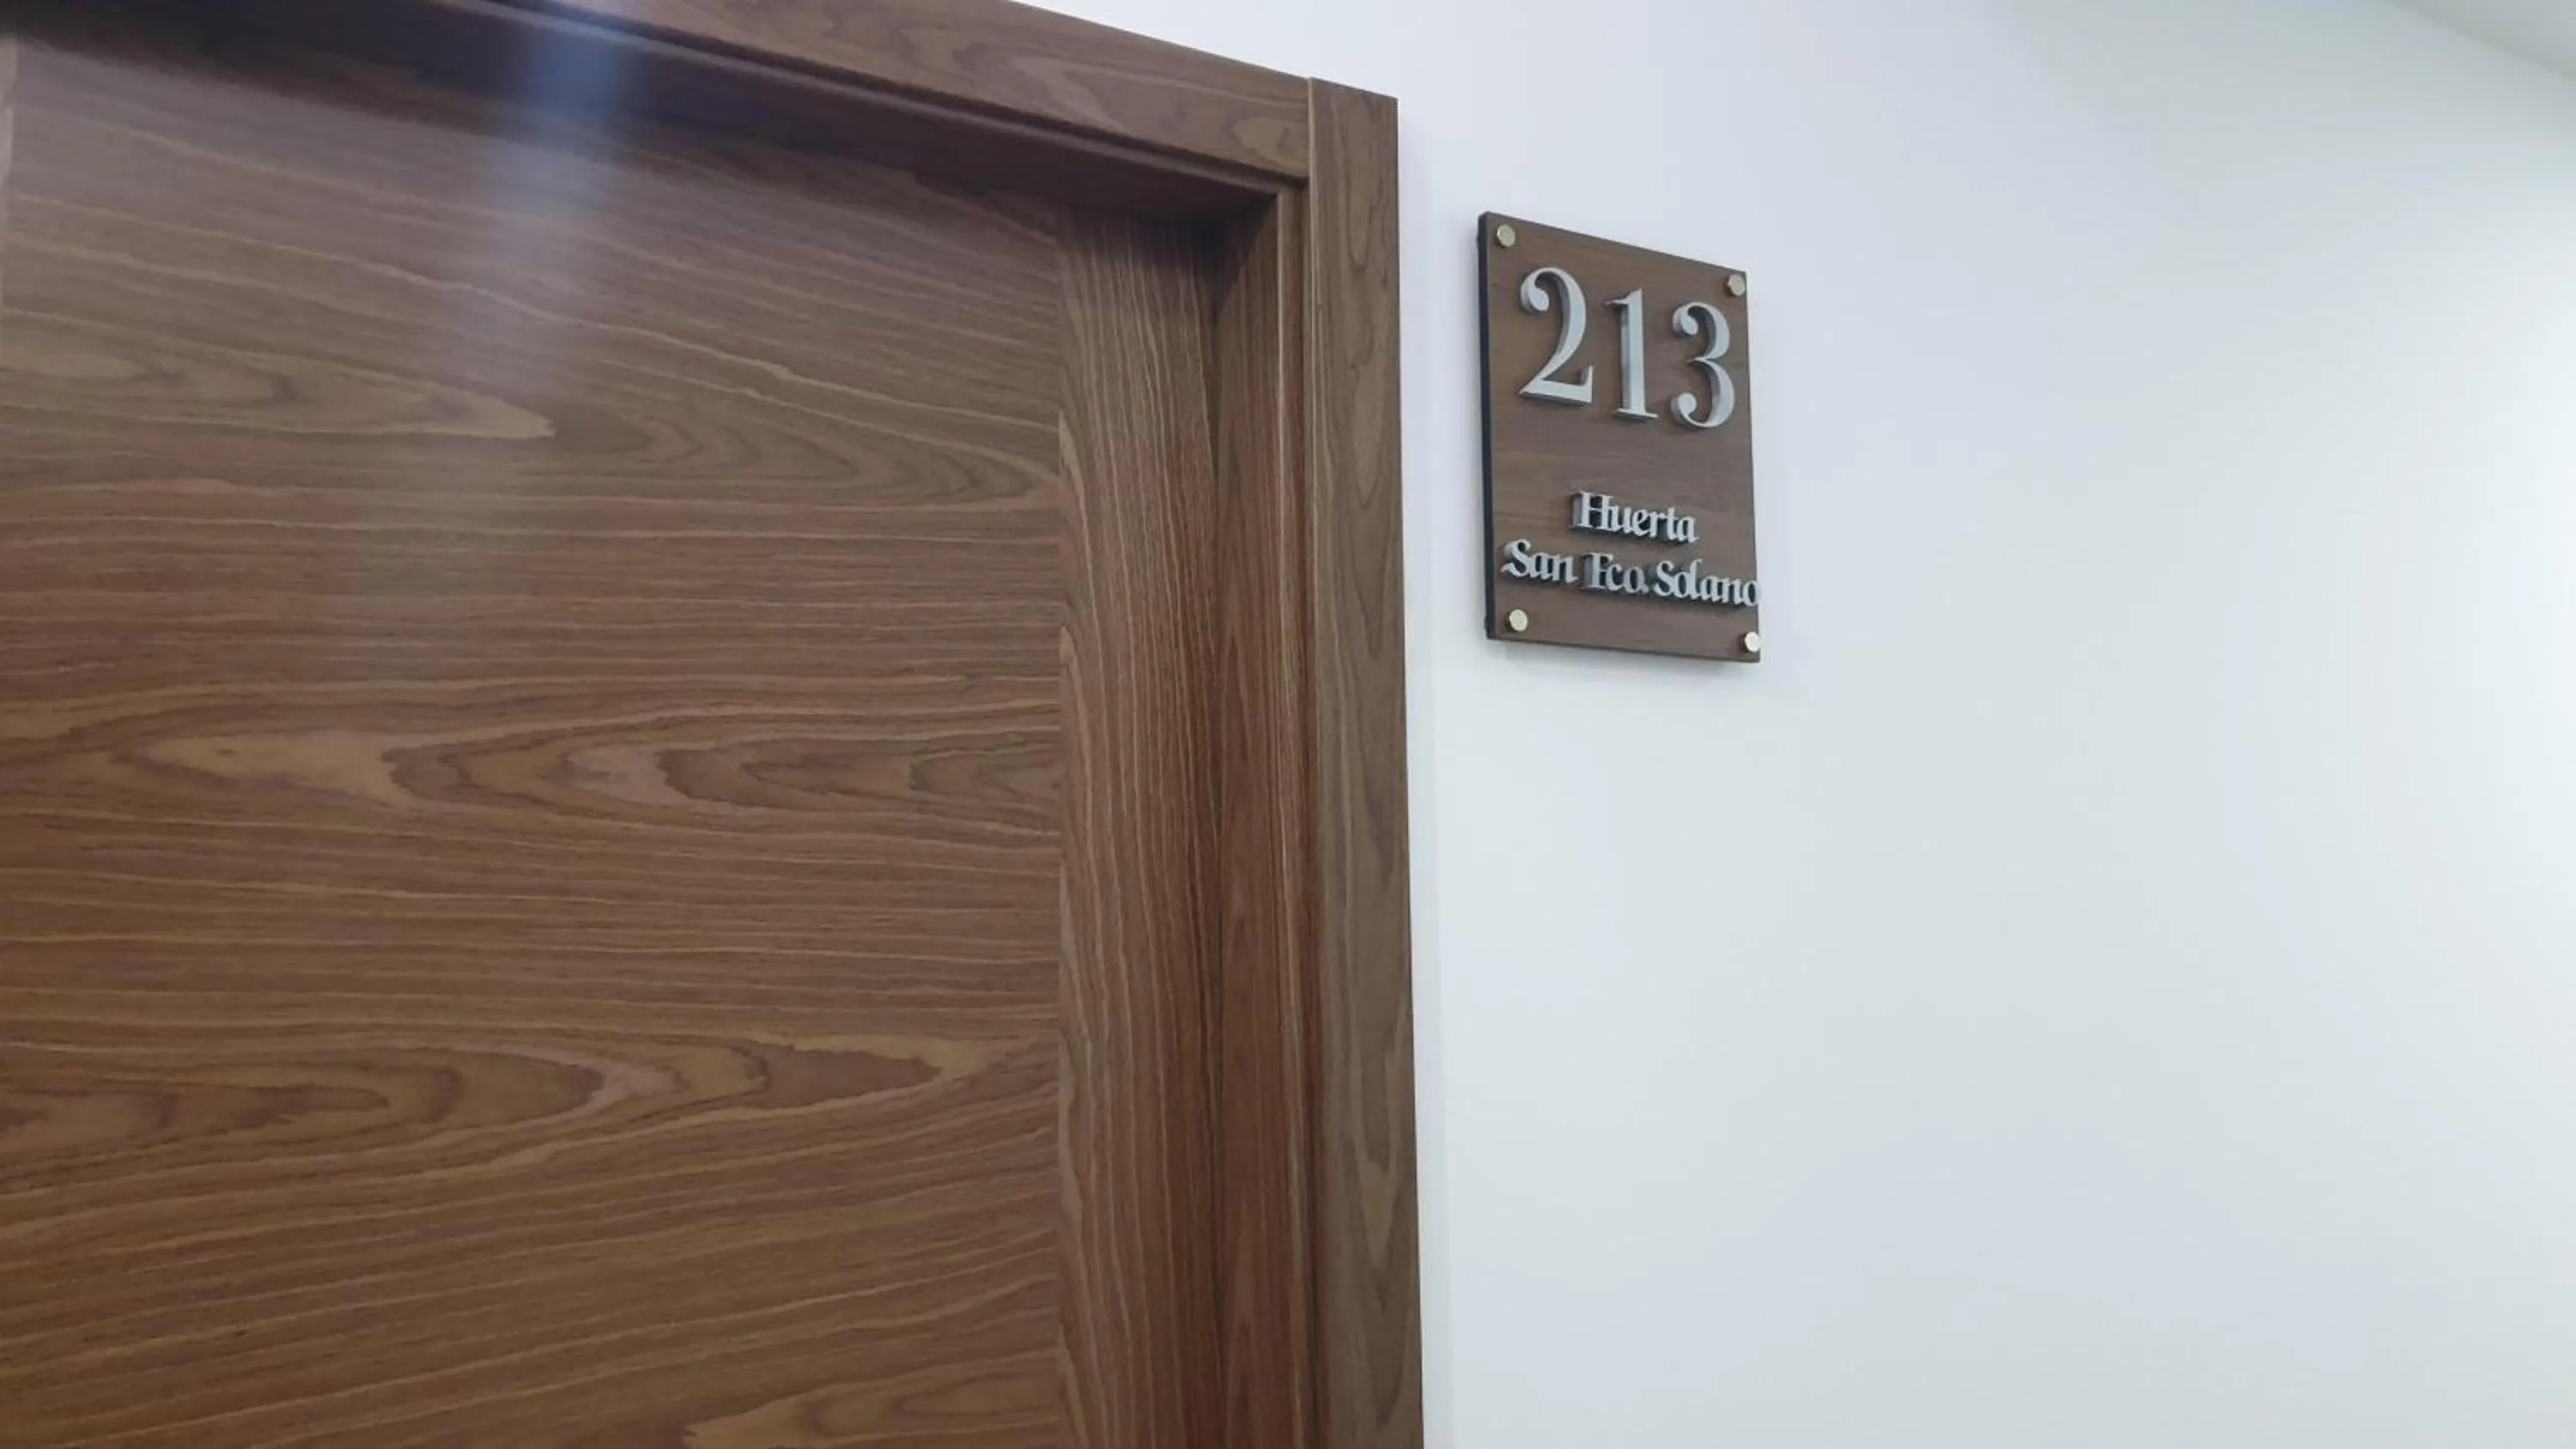 213
Huerta
San Fco. Solano